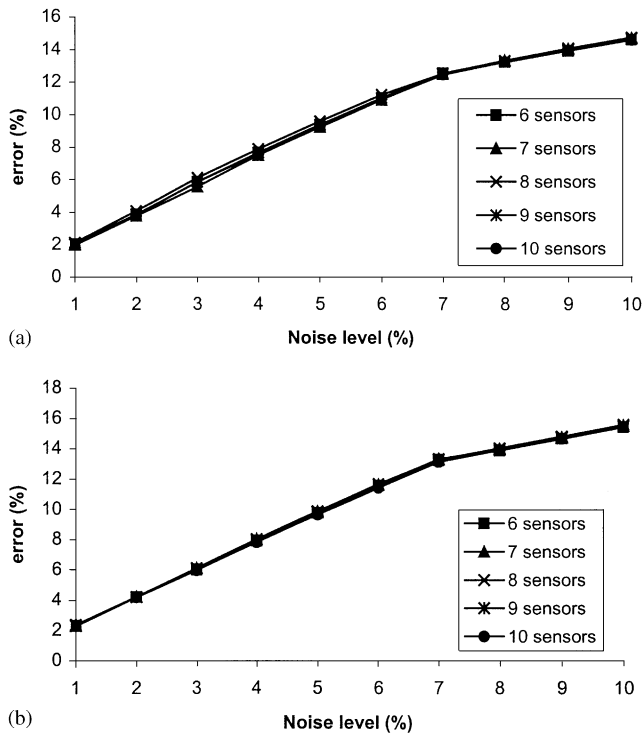 16
14
12
10
8
6
4
2
0
error (%)
6 sensors
7 sensors
8 sensors
9 sensors
10 sensors
1 2 3 4 5 6 7 8 9 10
Noise level (%)
(a)
18
16
14
12
10
8
6
4
2
0
error (%)
6 sensors
7 sensors
8 sensors
9 sensors
10 sensors
1 2 3 4 5 6 7 8 9 10
Noise level (%)
(b)